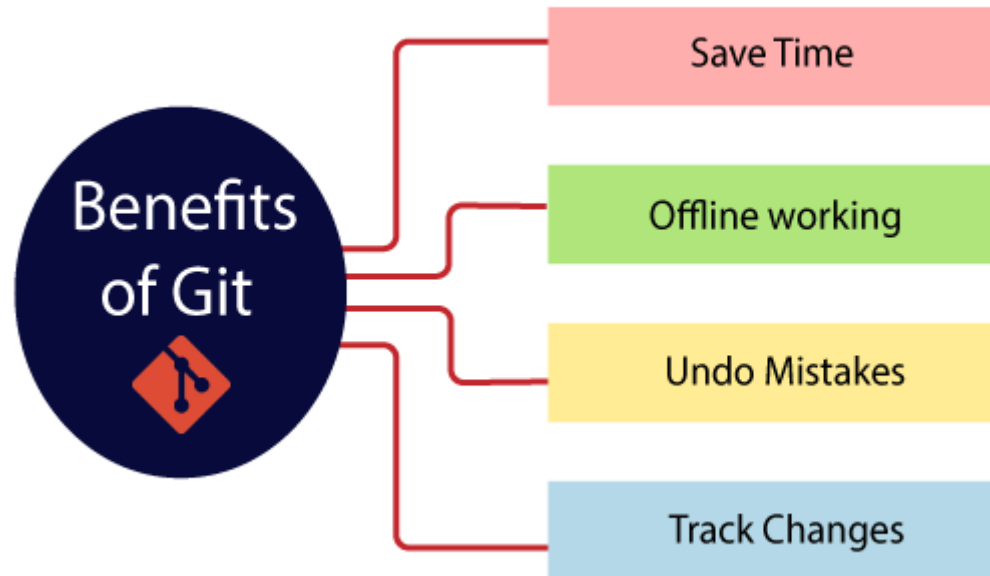 Benefits
of Git
Save Time
Offline working
Undo Mistakes
Track Changes